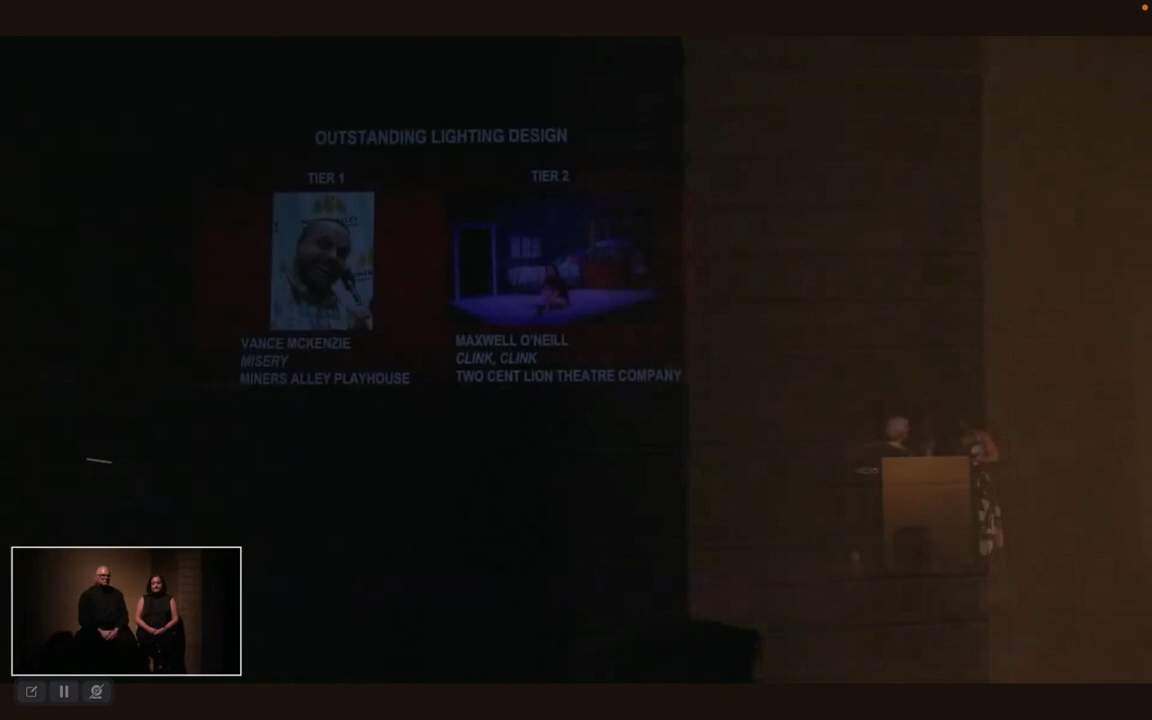 OUTSTANDING LIGHTING DESIGN
TIER 1
TIER 2
VANCE MCKENZIE
MISERY
MINERS ALLEY PLAYHOUSE
MAXWELL O'NEILL
CLINK, CLINK
TWO CENT LION THEATRE COMPANY